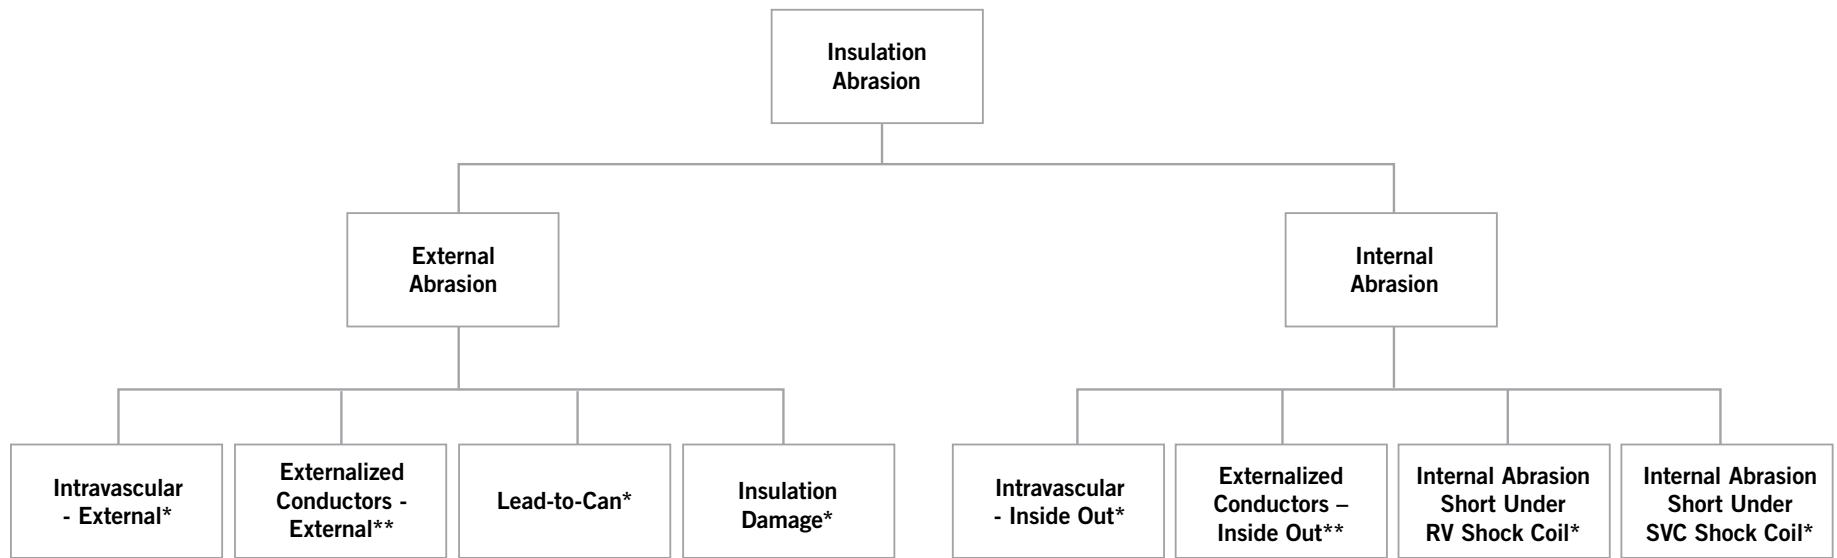 Insulation
Abrasion
External
Abrasion
Internal
Abrasion
Intravascular
- External*
Externalized
Conductors -
External**
Lead-to-Can*
Insulation
Damage*
Intravascular
- Inside Out*
Externalized
Conductors –
Inside Out**
Internal Abrasion
Short Under
RV Shock Coil*
Internal Abrasion
Short Under
SVC Shock Coil*